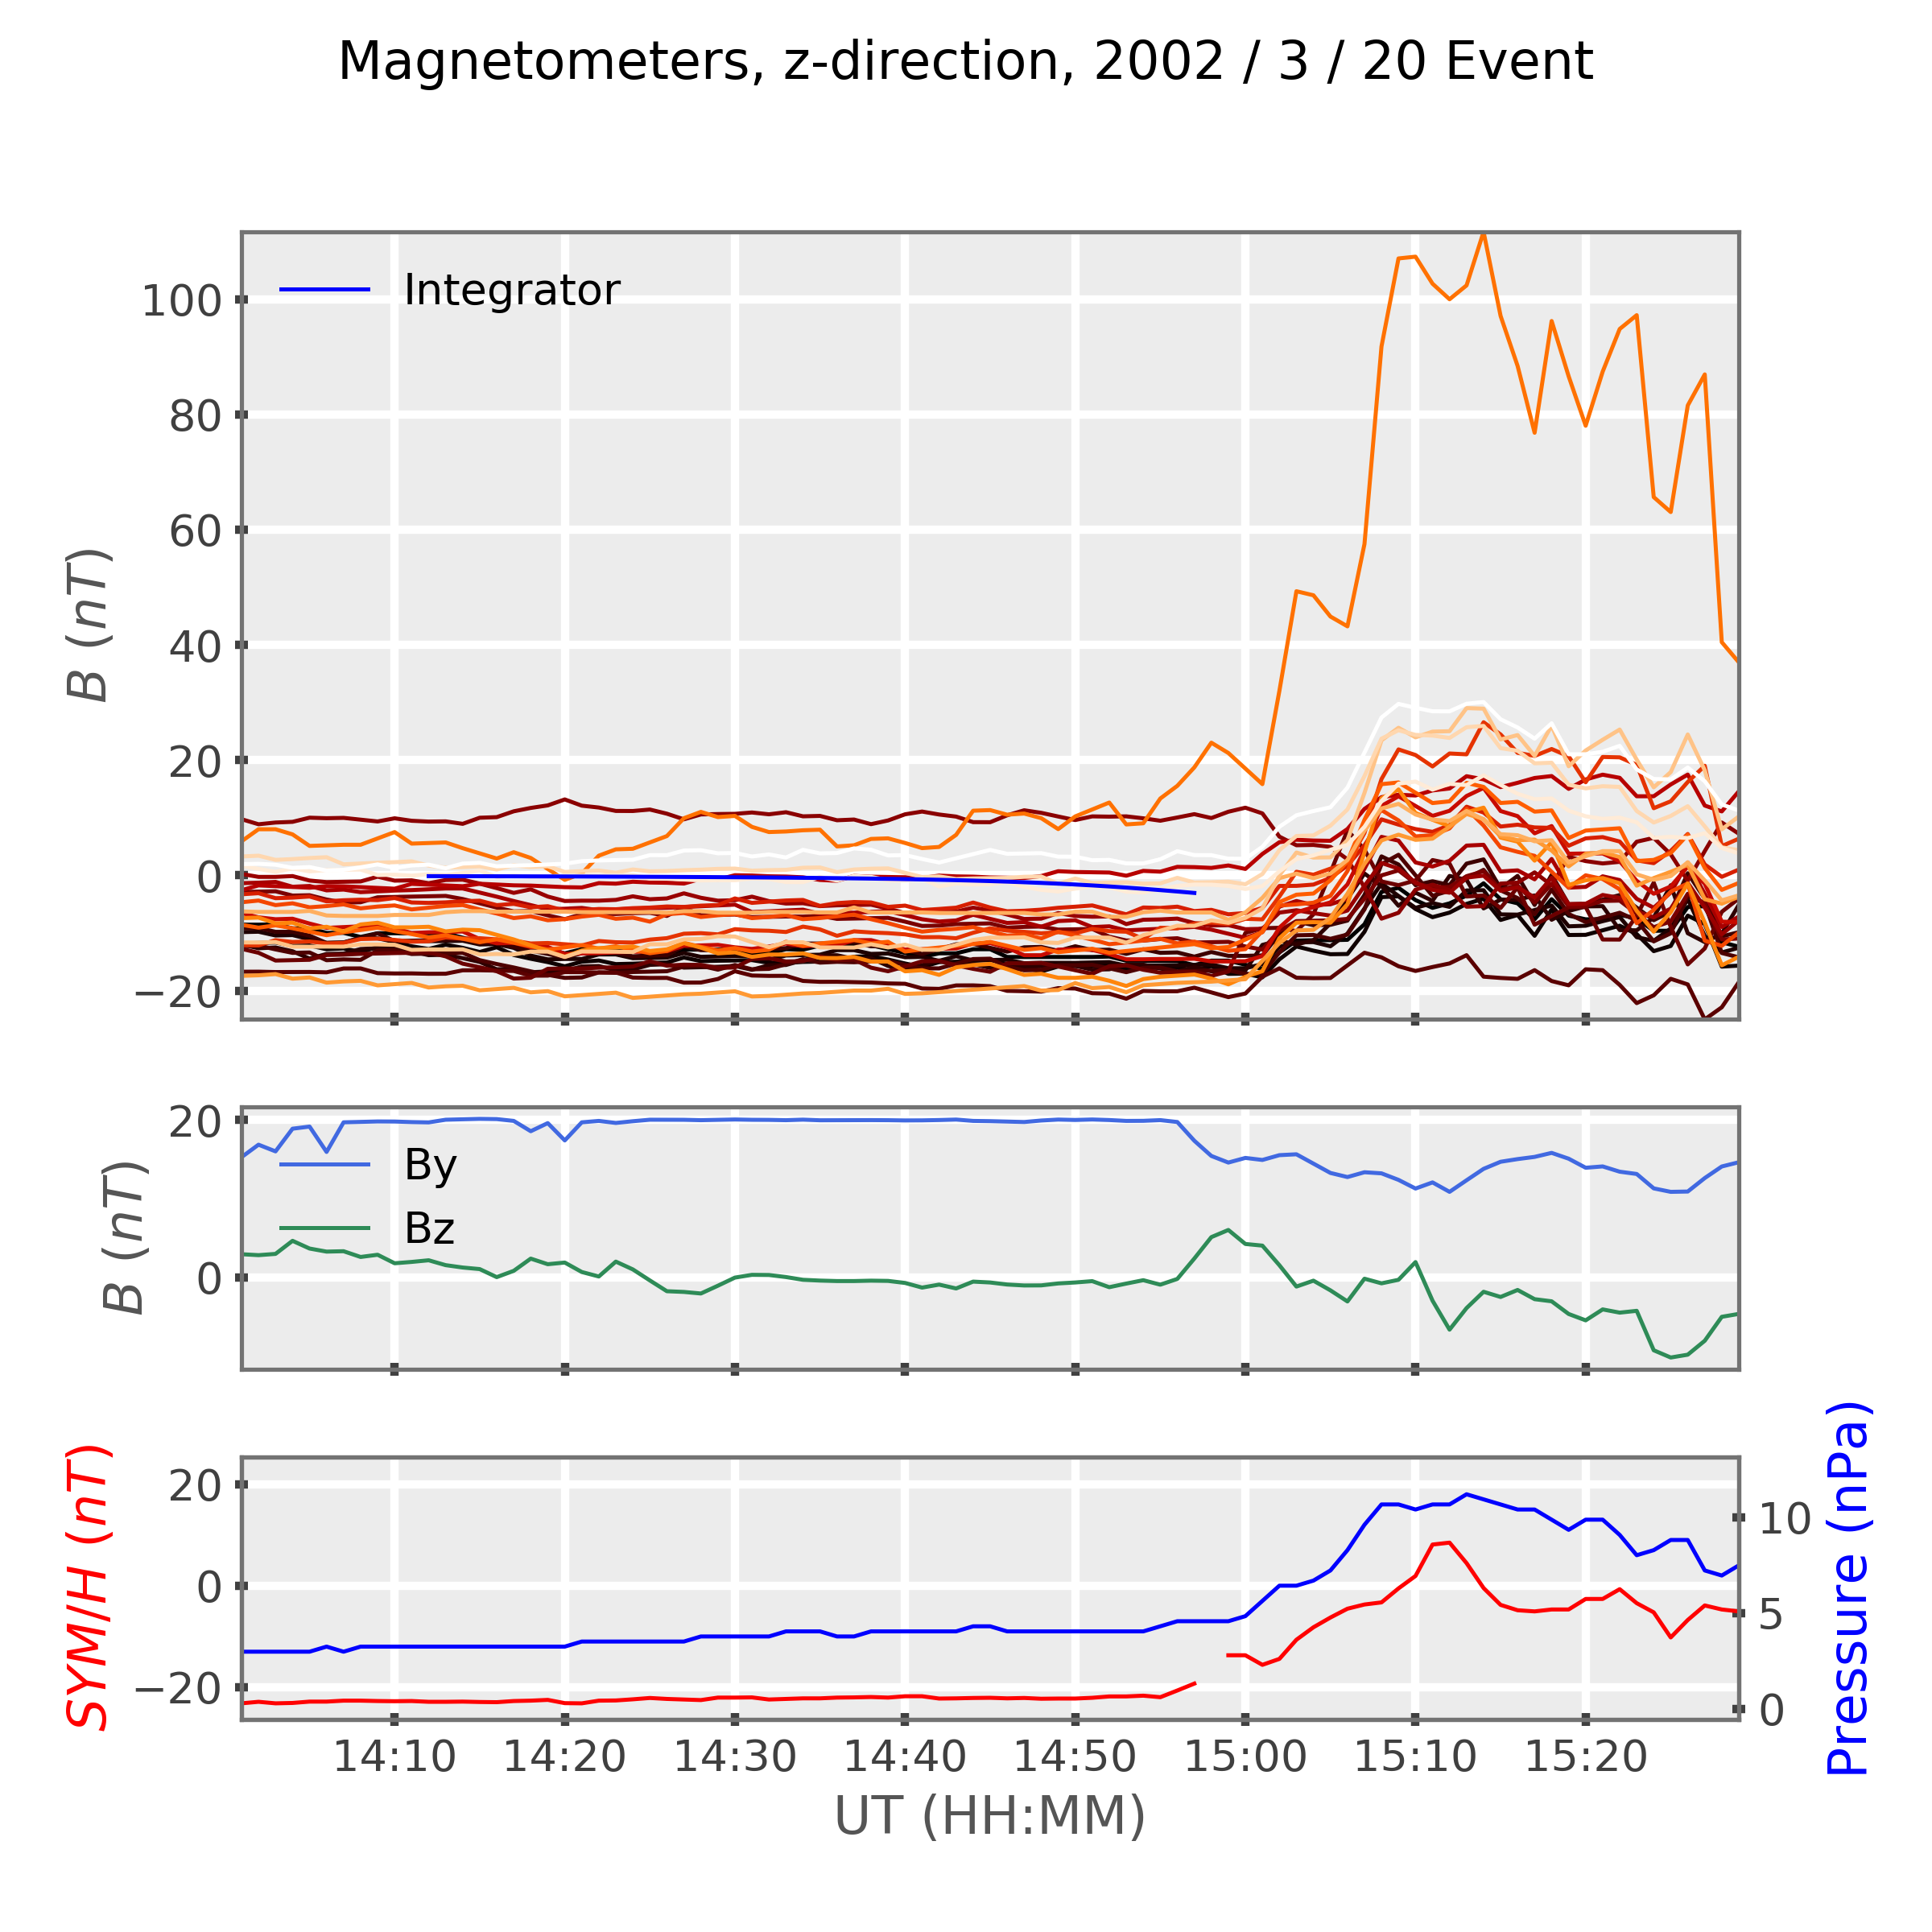 Magnetometers, z-direction, 2002 / 3 / 20 Event
B (nT)
100
80
60
40
20
0
−20
Integrator
B (nT)
20
0
By
Bz
SYM/H (nT)
20
0
−20
Pressure (nPa)
10
5
0
14:10 14:20 14:30 14:40 14:50 15:00 15:10 15:20
UT (HH:MM)